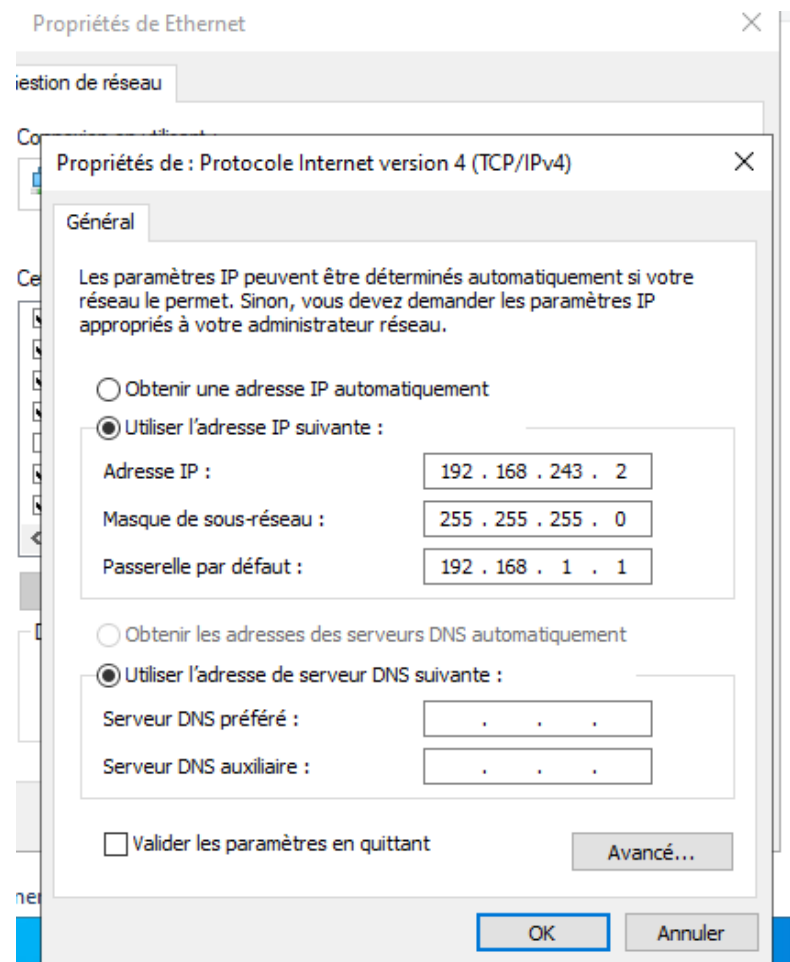 Propriétés de Ethernet
estion de réseau
Propriétés de : Protocole Internet version 4 (TCP/IPv4)
Général
Les paramètres IP peuvent être déterminés automatiquement si votre
réseau le permet. Sinon, vous devez demander les paramètres IP
appropriés à votre administrateur réseau.
Obtenir une adresse IP automatiquement
Utiliser l’adresse IP suivante :
Adresse IP : 192 . 168 . 243 . 2
Masque de sous-réseau : 255 . 255 . 255 . 0
Passerelle par défaut : 192 . 168 . 1 . 1
Obtenir les adresses des serveurs DNS automatiquement
Utiliser l’adresse de serveur DNS suivante :
Serveur DNS préféré : . . .
Serveur DNS auxiliaire : . . .
Valider les paramètres en quittant
Avancé...
OK Annuler